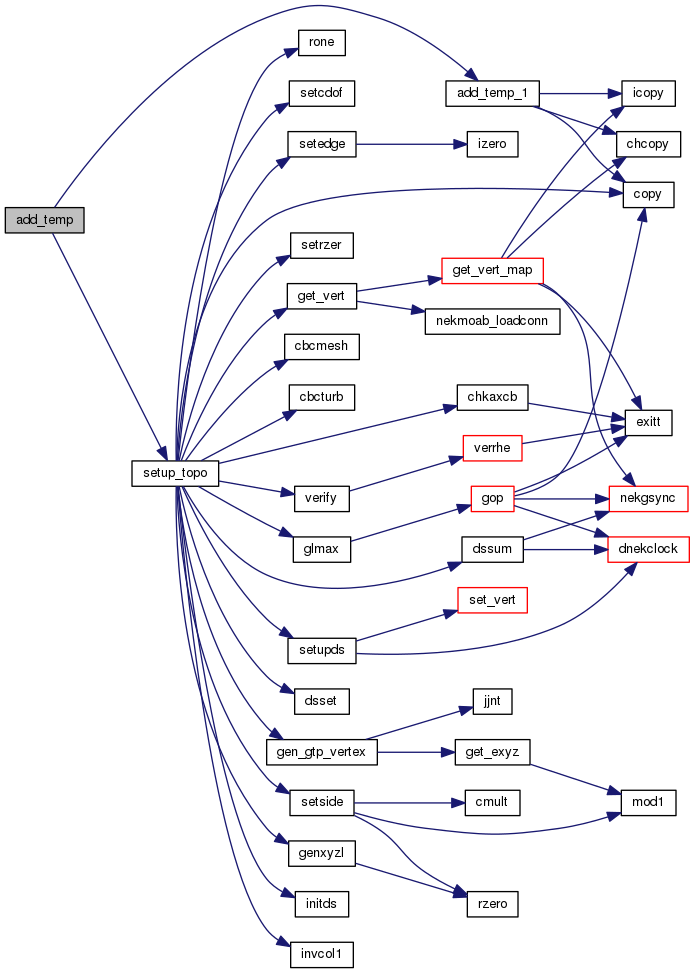 rone
setcdof
add_temp_1
icopy
setedge
izero
chcopy
copy
add_temp
setrzer
get_vert_map
get_vert
nekmoab_loadconn
cbcmesh
cbcturb
chkaxcb
exitt
verrhe
setup_topo
verify
gop
nekgsync
glmax
dssum
dnekclock
set_vert
setupds
dsset
jjnt
gen_gtp_vertex
get_exyz
setside
cmult
mod1
genxyzl
initds
rzero
invcol1